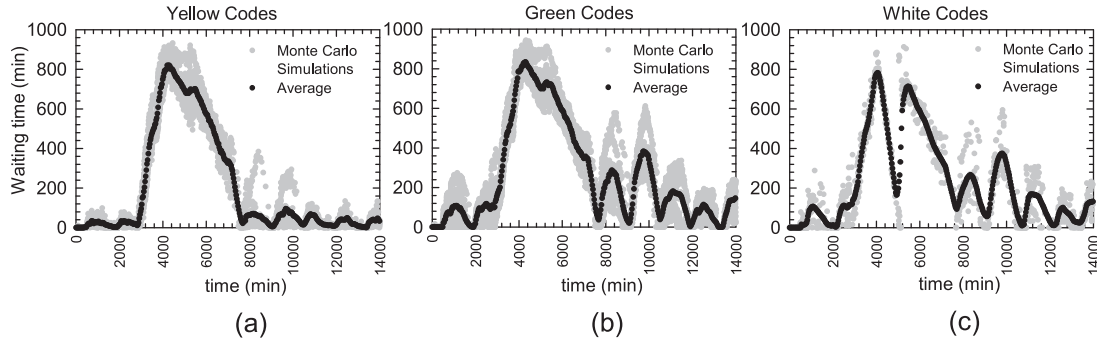 Yellow Codes
Waiting time (min)
1000
800
600
400
200
0
Monte Carlo
Simulations
Average
0
2000
4000
6000
8000
10000
12000
14000
time (min)
(a)
Green Codes
1000
800
600
400
200
0
Monte Carlo
Simulations
Average
0
2000
4000
6000
8000
10000
12000
14000
time (min)
(b)
White Codes
1000
800
600
400
200
0
Monte Carlo
Simulations
Average
0
2000
4000
6000
8000
10000
12000
14000
time (min)
(c)